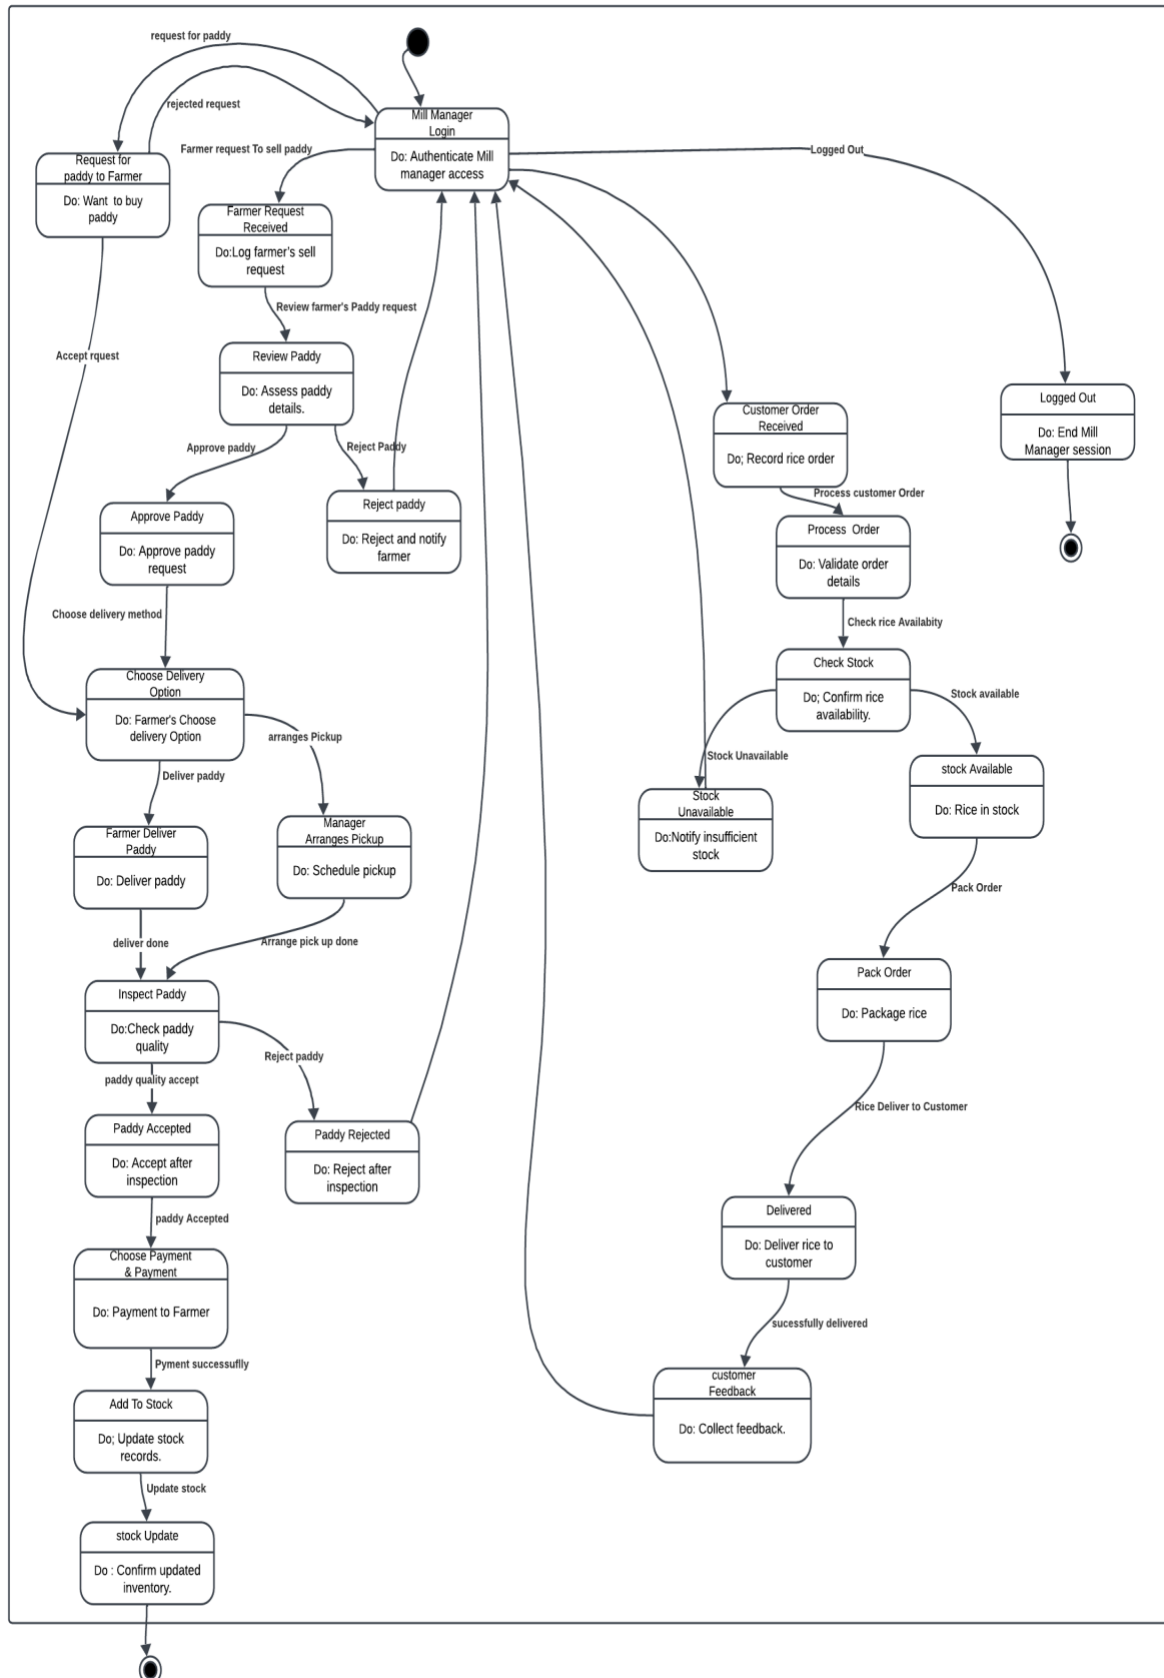 request for paddy
rejected request
Mill Manager
Login
Do: Authenticate Mill
manager access
Farmer request To sell paddy
Logged Out
Request for
paddy to Farmer
Do: Want  to buy
paddy
Farmer Request
Received
Do:Log farmer's sell
request
Review farmer's Paddy request
Accept rquest
Review Paddy
Do: Assess paddy
details.
Approve paddy
Reject Paddy
Customer Order
Received
Do; Record rice order
Logged Out
Do: End Mill
Manager session
Process customer Order
Approve Paddy
Do: Approve paddy
request
Reject paddy
Do: Reject and notify
farmer
Process  Order
Do: Validate order
details
Choose delivery method
Check rice Availabity
Choose Delivery
Option
Do: Farmer's Choose
delivery Option
Check Stock
Do; Confirm rice
availability.
Stock available
arranges Pickup
Stock Unavailable
Deliver paddy
stock Available
Do: Rice in stock
Stock
Unavailable
Do:Notify insufficient
stock
Farmer Deliver
Paddy
Do: Deliver paddy
Manager
Arranges Pickup
Do: Schedule pickup
Pack Order
deliver done
Arrange pick up done
Pack Order
Do: Package rice
Inspect Paddy
Do:Check paddy
quality
Reject paddy
paddy quality accept
Rice Deliver to Customer
Paddy Accepted
Do: Accept after
inspection
Paddy Rejected
Do: Reject after
inspection
paddy Accepted
Delivered
Do: Deliver rice to
customer
Choose Payment
& Payment
Do: Payment to Farmer
sucessfully delivered
Pyment successuflly
customer
Feedback
Do: Collect feedback.
Add To Stock
Do; Update stock
records.
Update stock
stock Update
Do : Confirm updated
inventory.